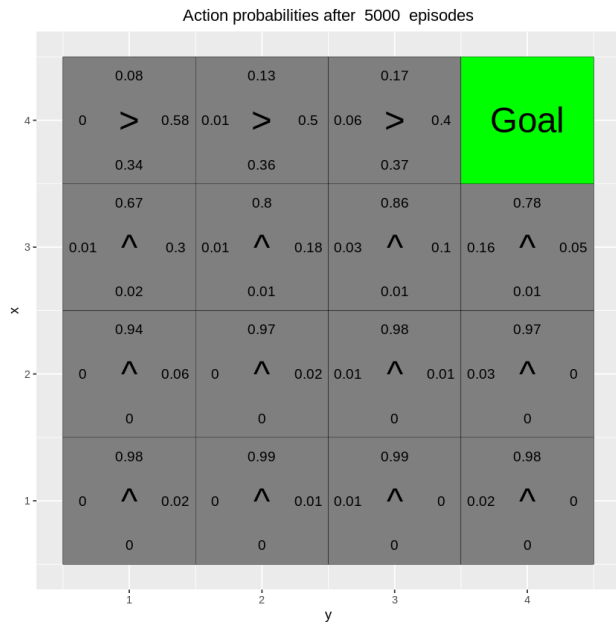 Action probabilities after 5000 episodes
0.08 0.13 0.17
4 0 > 0.58 0.01 > 0.5 0.06 > 0.4 Goal
0.34 0.36 0.37
0.67 0.8 0.86 0.78
3 0.01 ^ 0.3 0.01 ^ 0.18 0.03 ^ 0.1 0.16 ^ 0.05
0.02 0.01 0.01 0.01
x
0.94 0.97 0.98 0.97
2 0 ^ 0.06 0 ^ 0.02 0.01 ^ 0.01 0.03 ^ 0
0 0 0 0
0.98 0.99 0.99 0.98
1 0 ^ 0.02 0 ^ 0.01 0.01 ^ 0 0.02 ^ 0
0 0 0 0
1 2 3 4
y